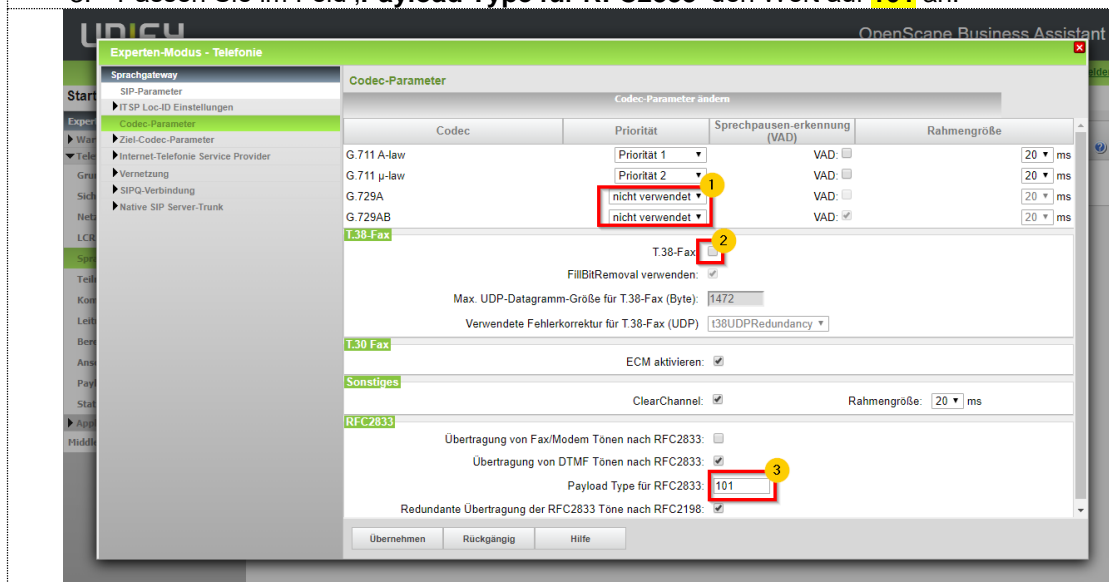 Passen Sie im Feld ‚Payload Type für RFC2833‘ den Wert auf 101 an.
UNIFY
OpenScape Business Assistant
Experten-Modus - Telefonie
Start
Sprachgateway
SIP-Parameter
ITSP Loc-ID Einstellungen
Codec-Parameter
Ziel-Codec-Parameter
Internet-Telefonie Service Provider
Vernetzung
SIPQ-Verbindung
Native SIP Server-Trunk
Codec-Parameter
Codec-Parameter ändern
Codec Priorität Sprechpausen-erkennung (VAD) Rahmengröße
G.711 A-law Priorität 1 VAD: 20 ms
G.711 µ-law Priorität 2 VAD: 20 ms
1
G.729A nicht verwendet VAD: 20 ms
G.729AB nicht verwendet VAD: 20 ms
T.38-Fax
2
T.38-Fax:
FillBitRemoval verwenden:
Max. UDP-Datagramm-Größe für T.38-Fax (Byte): 1472
Verwendete Fehlerkorrektur für T.38-Fax (UDP) t38UDPRedundancy
T.30 Fax
ECM aktivieren:
Sonstiges
ClearChannel: Rahmengröße: 20 ms
RFC2833
Übertragung von Fax/Modem Tönen nach RFC2833:
Übertragung von DTMF Tönen nach RFC2833:
3
Payload Type für RFC2833: 101
Redundante Übertragung der RFC2833 Töne nach RFC2198:
Übernehmen Rückgängig Hilfe